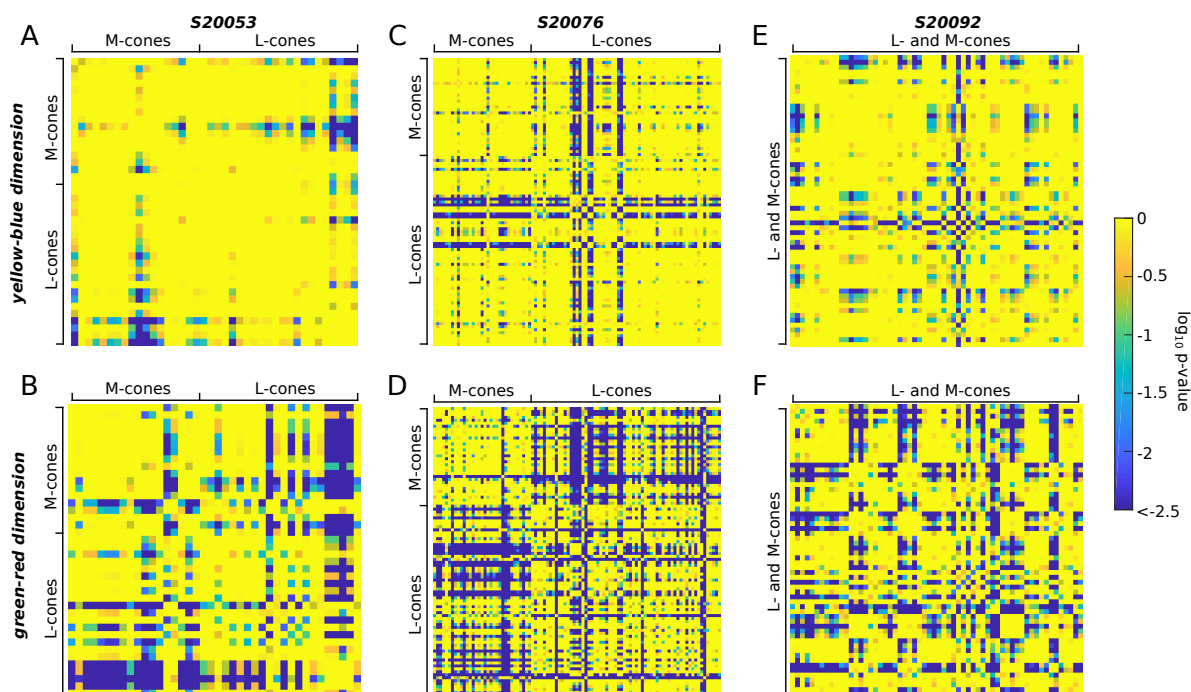 S20053
S20076
S20092
A
M-cones
L-cones
C
M-cones
L-cones
E
L- and M-cones
yellow-blue dimension
M-cones
L-cones
M-cones
L-cones
L- and M-cones
0
-0.5
-1
-1.5
-2
<-2.5
log10 p-value
B
M-cones
L-cones
D
M-cones
L-cones
F
L- and M-cones
green-red dimension
M-cones
L-cones
M-cones
L-cones
L- and M-cones